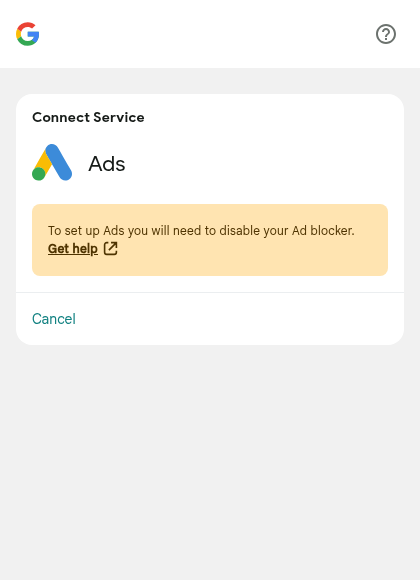 Connect Service
Ads
To set up Ads you will need to disable your Ad blocker.
Get help
Cancel